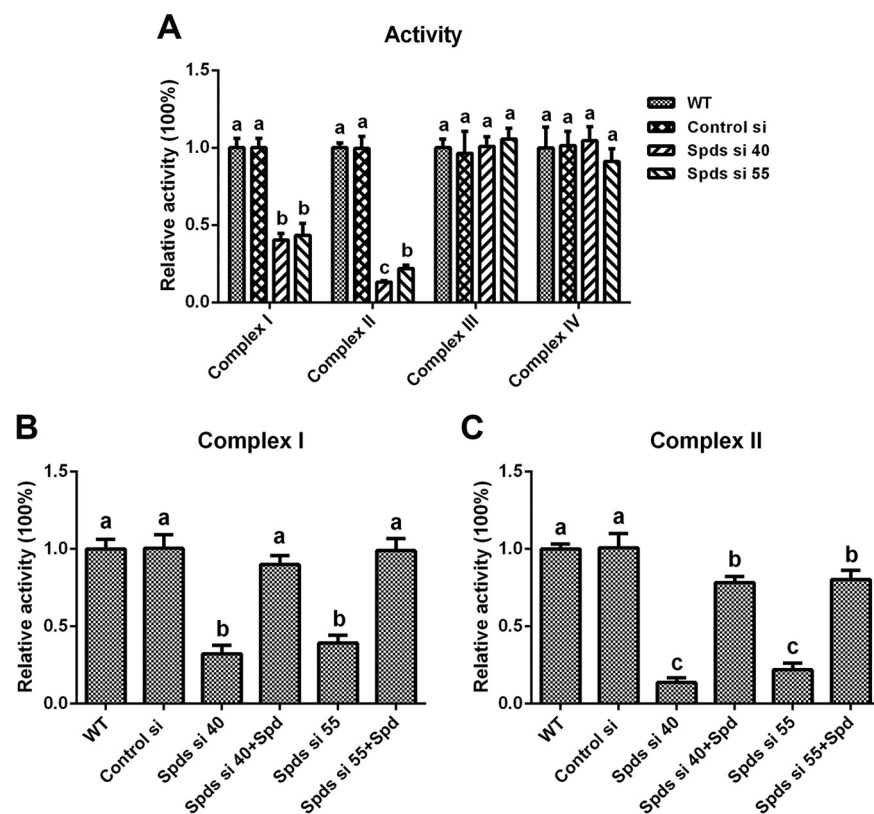 A
Activity
Relative activity (100%)
1.5
1.0
0.5
0.0
a a b b
a a c b
a a a a
a a a a
Complex I
Complex II
Complex III
Complex IV
WT
Control si
Spds si 40
Spds si 55
B
Complex I
Relative activity (100%)
1.5
1.0
0.5
0.0
a a b a b a
WT
Control si
Spds si 40
Spds si 40+Spd
Spds si 55
Spds si 55+Spd
C
Complex II
Relative activity (100%)
1.5
1.0
0.5
0.0
a a c b c b
WT
Control si
Spds si 40
Spds si 40+Spd
Spds si 55
Spds si 55+Spd